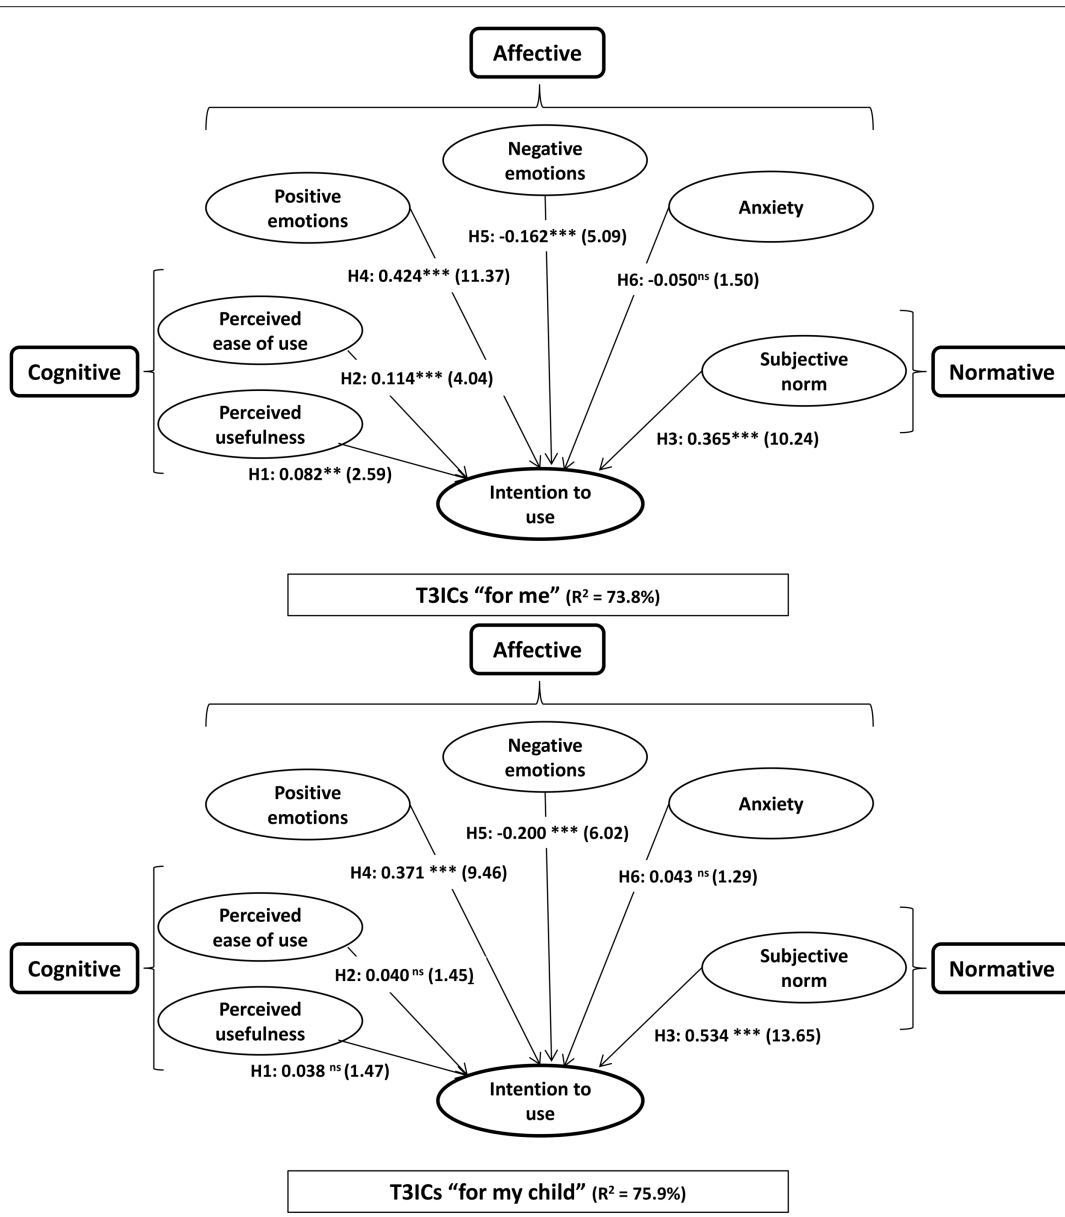 Affective
Negative
emotions
Positive
emotions
Anxiety
H5: -0.162*** (5.09)
H4: 0.424*** (11.37)
H6: -0.050ns (1.50)
Perceived
ease of use
Cognitive
H2: 0.114*** (4.04)
Subjective
norm
Normative
Perceived
usefulness
H3: 0.365*** (10.24)
H1: 0.082** (2.59)
Intention to
use
T3ICs “for me” (R² = 73.8%)
Affective
Negative
emotions
Positive
emotions
Anxiety
H5: -0.200 *** (6.02)
H4: 0.371 *** (9.46)
H6: 0.043 ns (1.29)
Perceived
ease of use
Cognitive
H2: 0.040 ns (1.45)
Subjective
norm
Normative
Perceived
usefulness
H3: 0.534 *** (13.65)
H1: 0.038 ns (1.47)
Intention to
use
T3ICs “for my child” (R² = 75.9%)